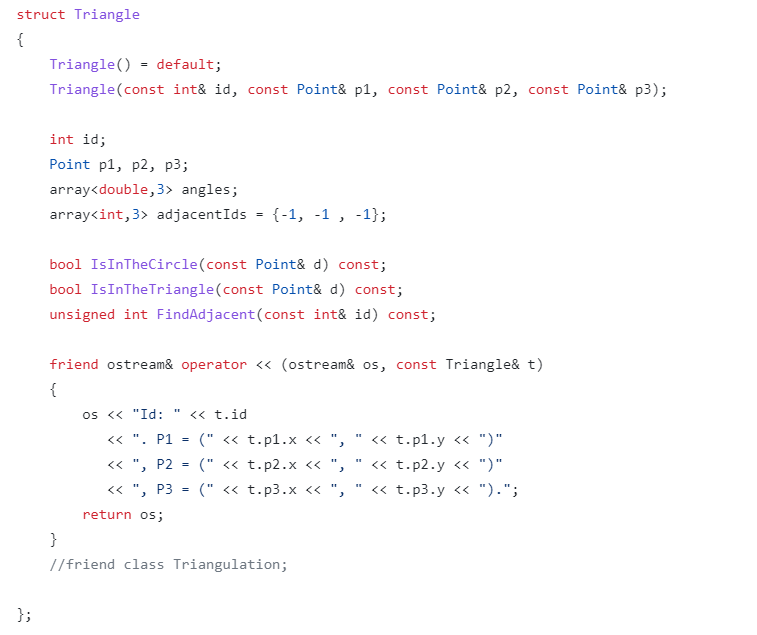 struct Triangle
{
    Triangle() = default;
    Triangle(const int& id, const Point& p1, const Point& p2, const Point& p3);

    int id;
    Point p1, p2, p3;
    array<double,3> angles;
    array<int,3> adjacentIds = {-1, -1 , -1};

    bool IsInTheCircle(const Point& d) const;
    bool IsInTheTriangle(const Point& d) const;
    unsigned int FindAdjacent(const int& id) const;

    friend ostream& operator << (ostream& os, const Triangle& t)
    {
        os << "Id: " << t.id
           << ". P1 = (" << t.p1.x << ", " << t.p1.y << ")"
           << ", P2 = (" << t.p2.x << ", " << t.p2.y << ")"
           << ", P3 = (" << t.p3.x << ", " << t.p3.y << ").";
        return os;
    }
    //friend class Triangulation;

};